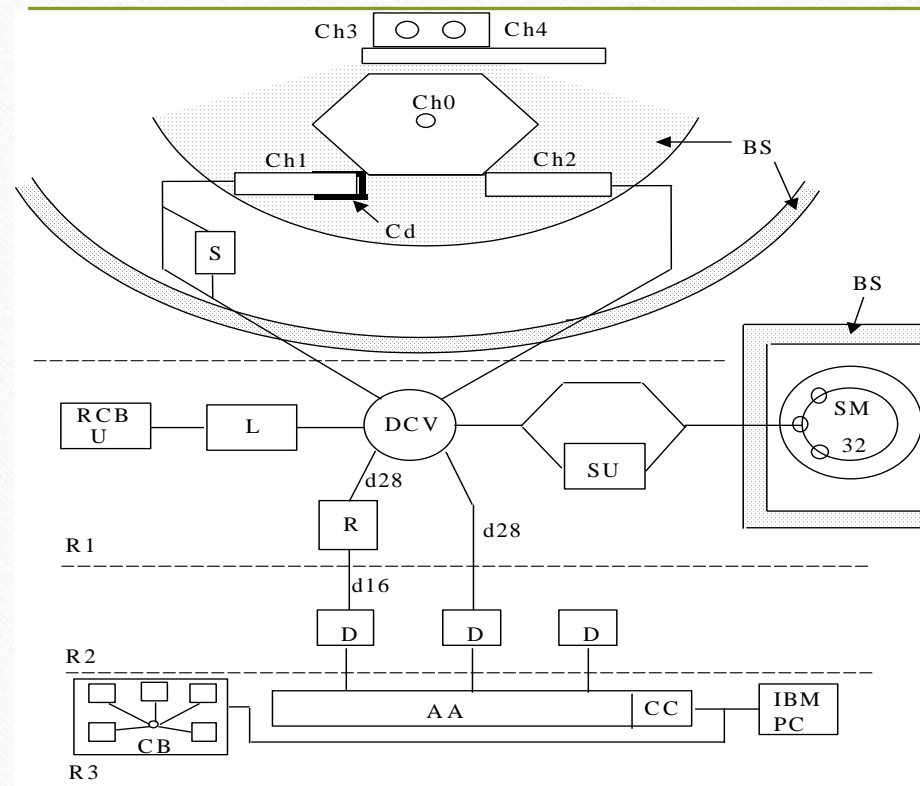 Ch3 Ch4
Ch0
BS
Ch1 Ch2
Cd
S
BS
RCB
U
L
DCV
SM
32
SU
d28
R
d28
R1
d16
D D D
R2
AA CC
IBM
PC
CB
R3